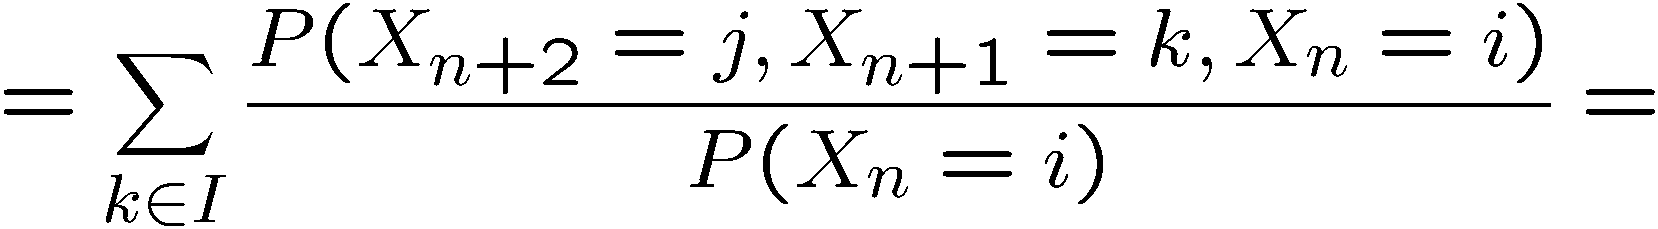 $= \sum_{k \in I} \frac{P(X_{n+2} = j, X_{n+1} = k, X_n = i)}{P(X_n = i)} =$